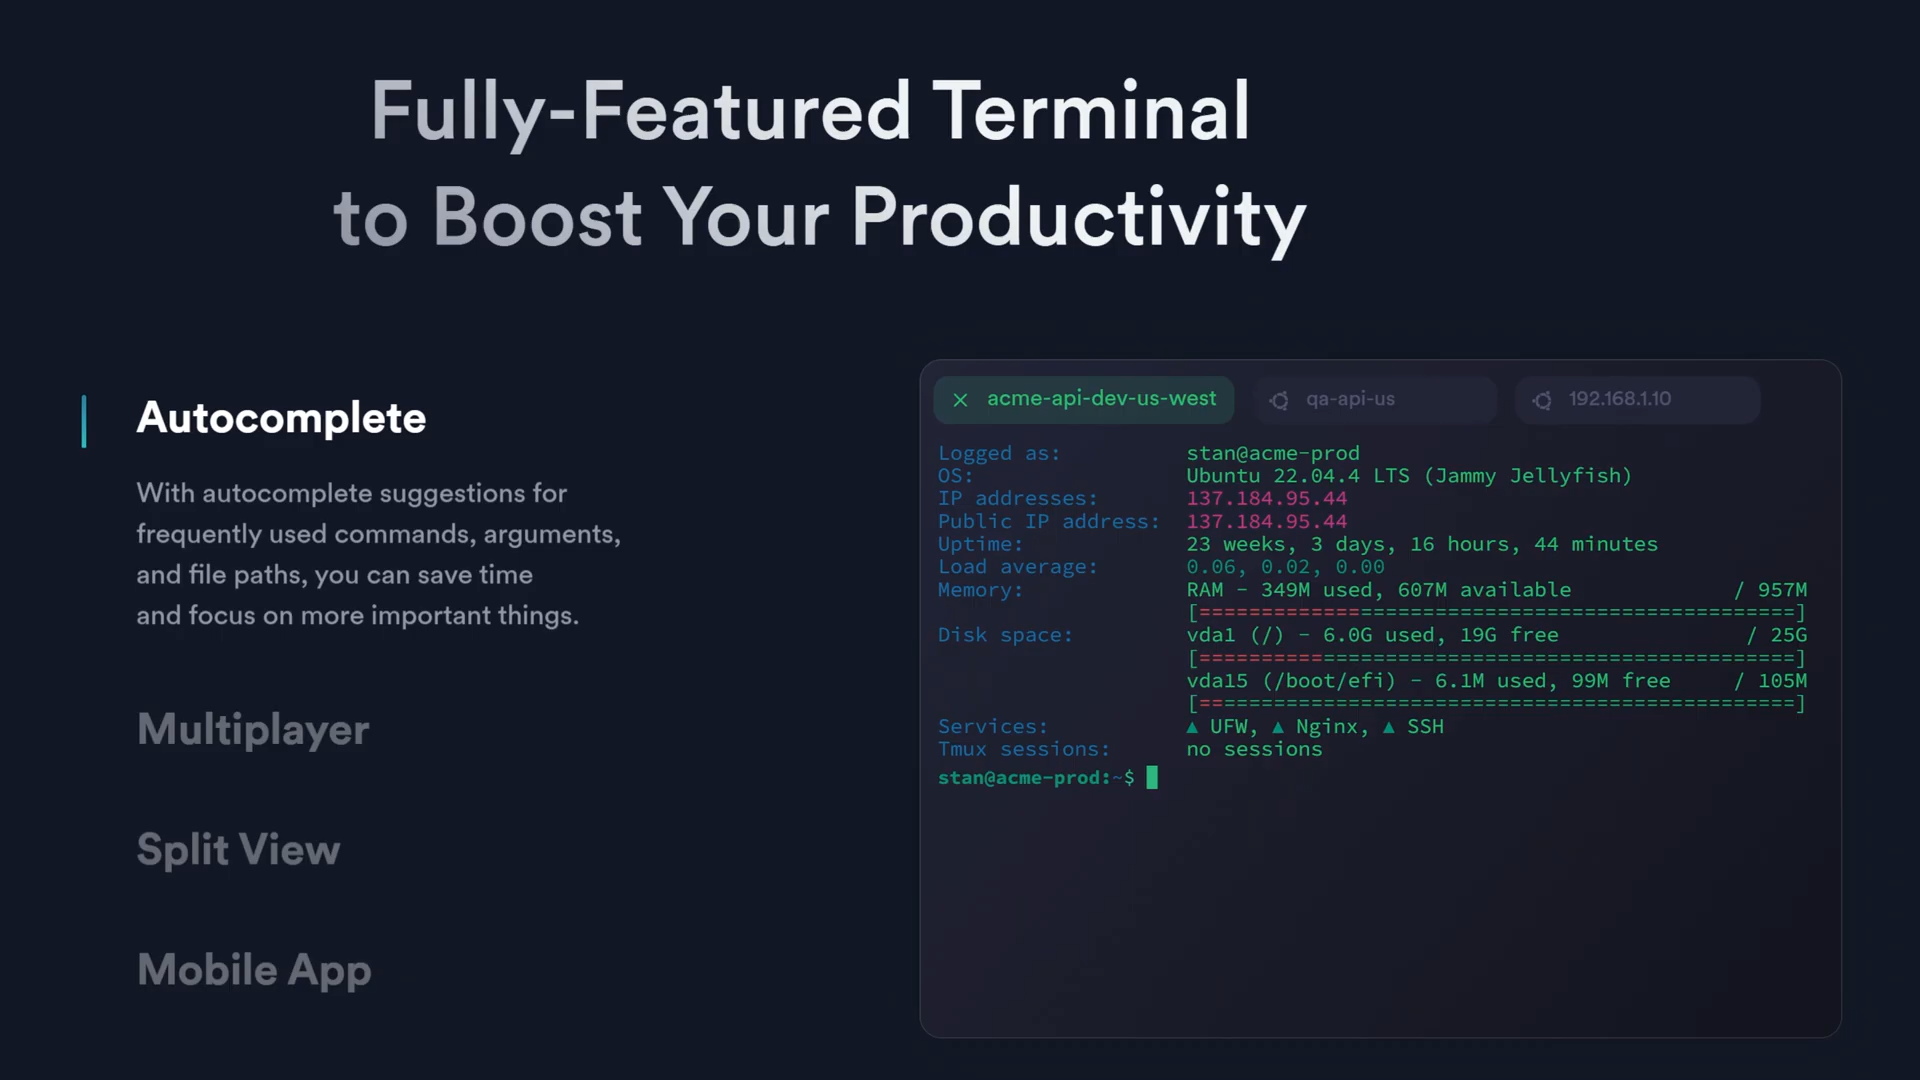 Fully-Featured Terminal
to Boost Your Productivity
Autocomplete
With autocomplete suggestions for
frequently used commands, arguments,
and file paths, you can save time
and focus on more important things.
Multiplayer
Split View
Mobile App
acme-api-dev-us-west qa-api-us 192.168.1.10
Logged as: stan@acme-prod
OS: Ubuntu 22.04.4 LTS (Jammy Jellyfish)
IP addresses: 137.184.95.44
Public IP address: 137.184.95.44
Uptime: 23 weeks, 3 days, 16 hours, 44 minutes
Load average: 0.06, 0.02, 0.00
Memory: RAM - 349M used, 607M available / 957M
[================================================]
Disk space: vda1 (/) - 6.0G used, 19G free / 25G
[================================================]
vda15 (/boot/efi) - 6.1M used, 99M free / 105M
[================================================]
Services: ▲ UFW, ▲ Nginx, ▲ SSH
Tmux sessions: no sessions
stan@acme-prod:~$